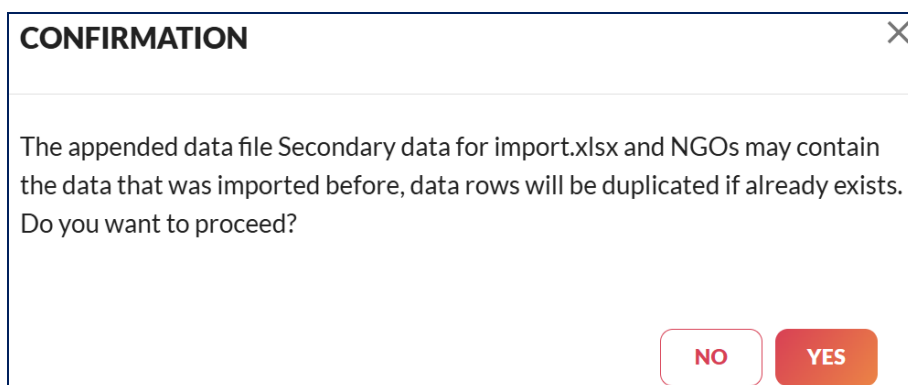 CONFIRMATION
The appended data file Secondary data for import.xlsx and NGOs may contain
the data that was imported before, data rows will be duplicated if already exists.
Do you want to proceed?
NO YES